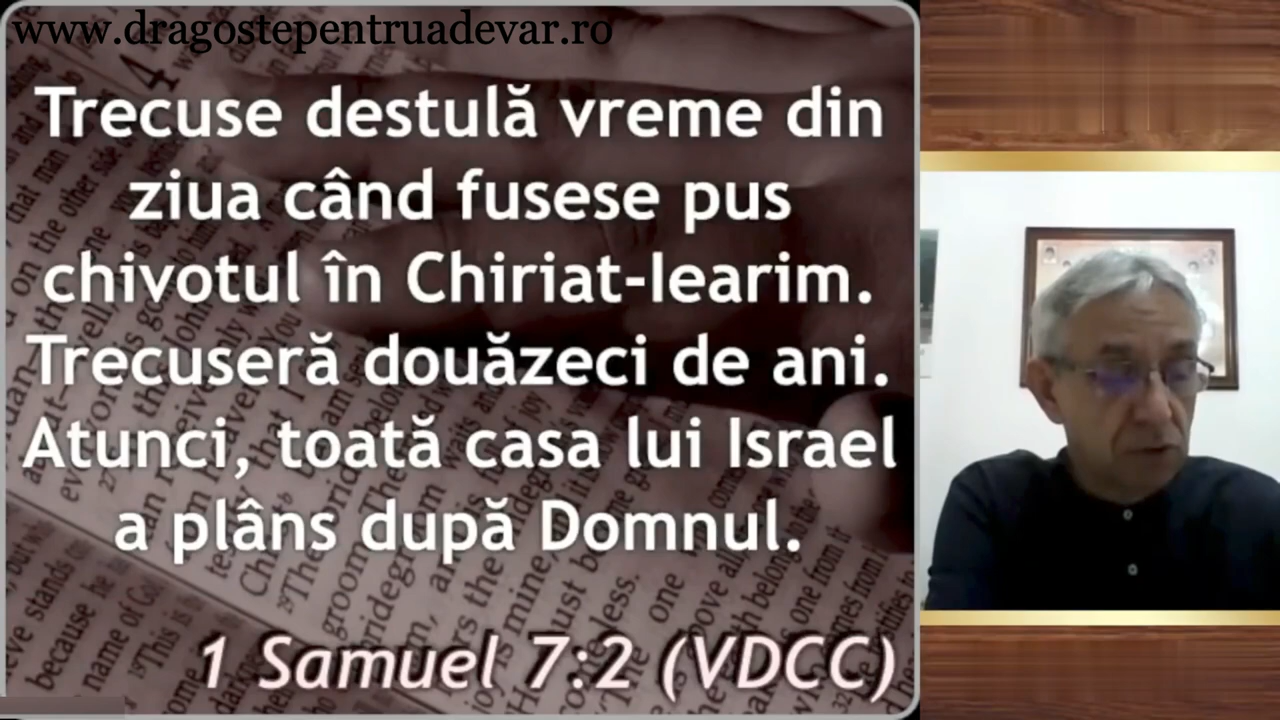 www.dragostepentruadevar.ro
Trecuse destulă vreme din
ziua când fusese pus
chivotul în Chiriat-Iearim.
Trecuseră douăzeci de ani.
Atunci, toată casa lui Israel
a plâns după Domnul.
1 Samuel 7:2 (VDCC)